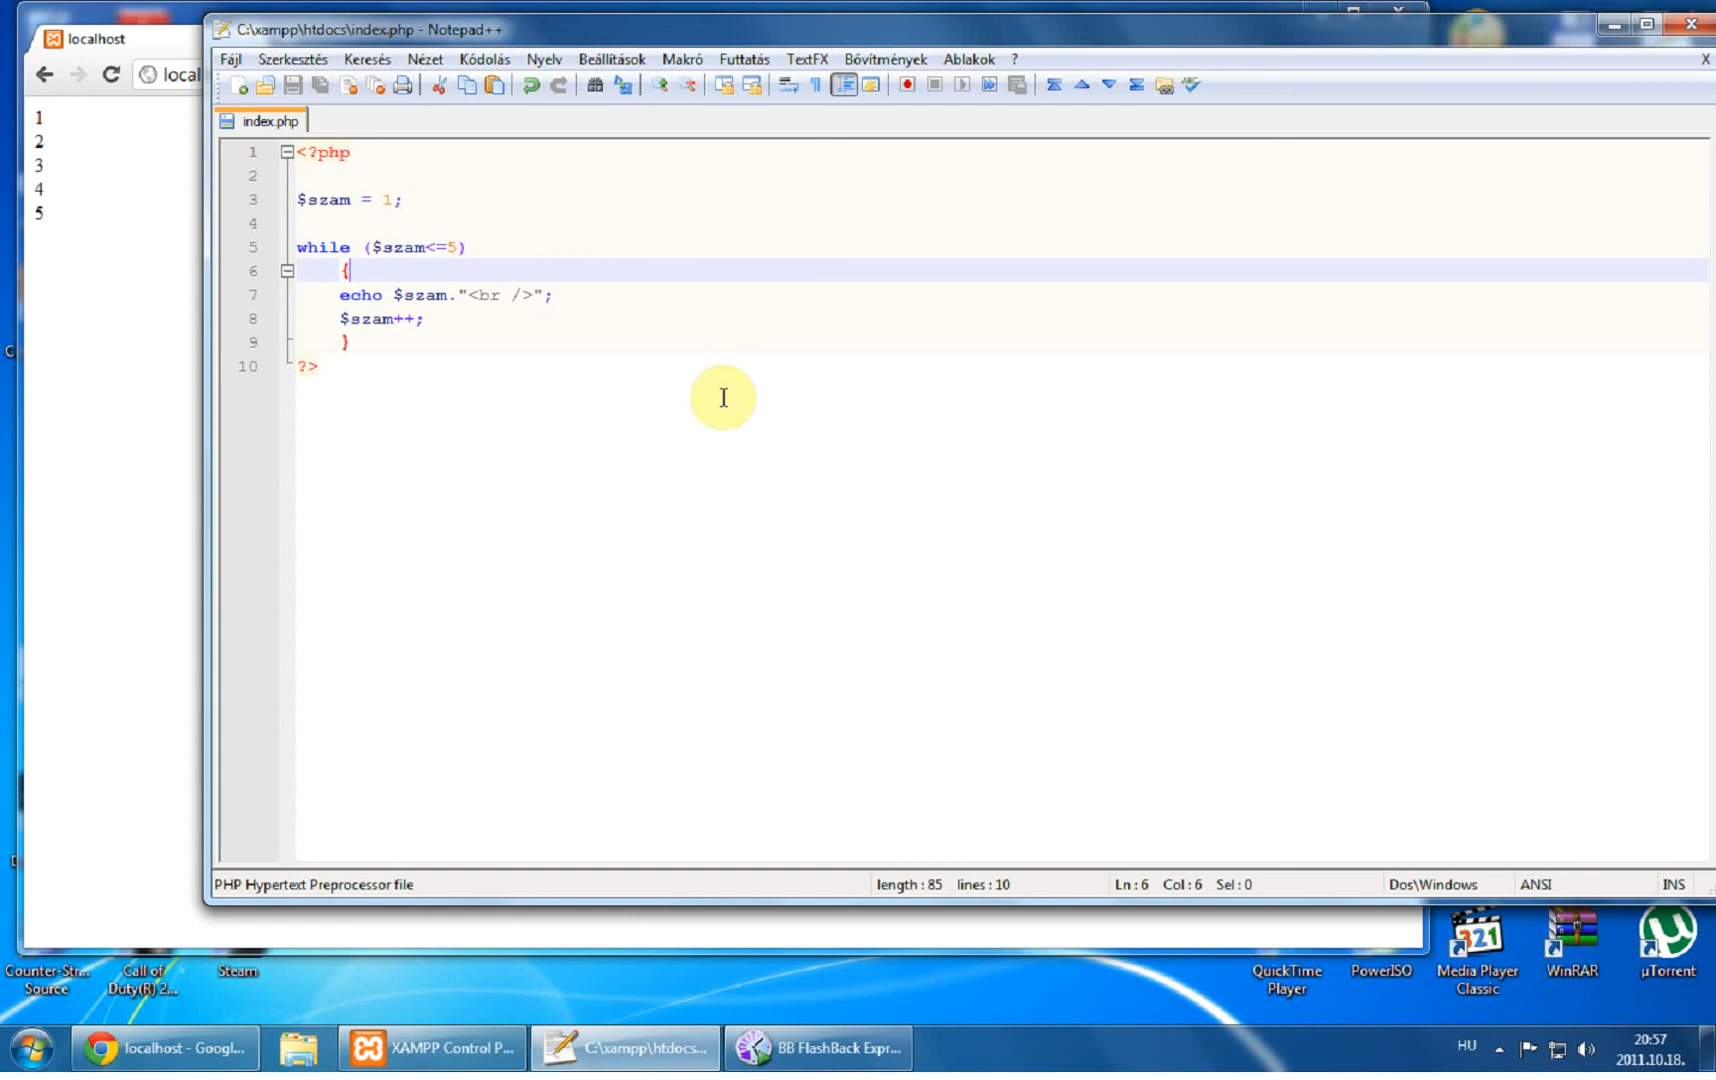 localhost
local
1
2
3
4
5
C:\xampp\htdocs\index.php - Notepad++
Fájl Szerkesztés Keresés Nézet Kódolás Nyelv Beállítások Makró Futtatás TextFX Bővítmények Ablakok ? X
index.php
1 <?php
2
3 $szam = 1;
4
5 while ($szam<=5)
6 {
7 echo $szam."<br />";
8 $szam++;
9 }
10 ?>
PHP Hypertext Preprocessor file length : 85 lines : 10 Ln : 6 Col : 6 Sel : 0 Dos\Windows ANSI INS
Counter-Str... Source
Call of Duty(R) 2...
Steam
QuickTime Player
PowerISO
321
Media Player Classic
WinRAR
µTorrent
localhost - Googl...
XAMPP Control P...
C:\xampp\htdocs...
BB FlashBack Expr...
HU
20:57
2011.10.18.